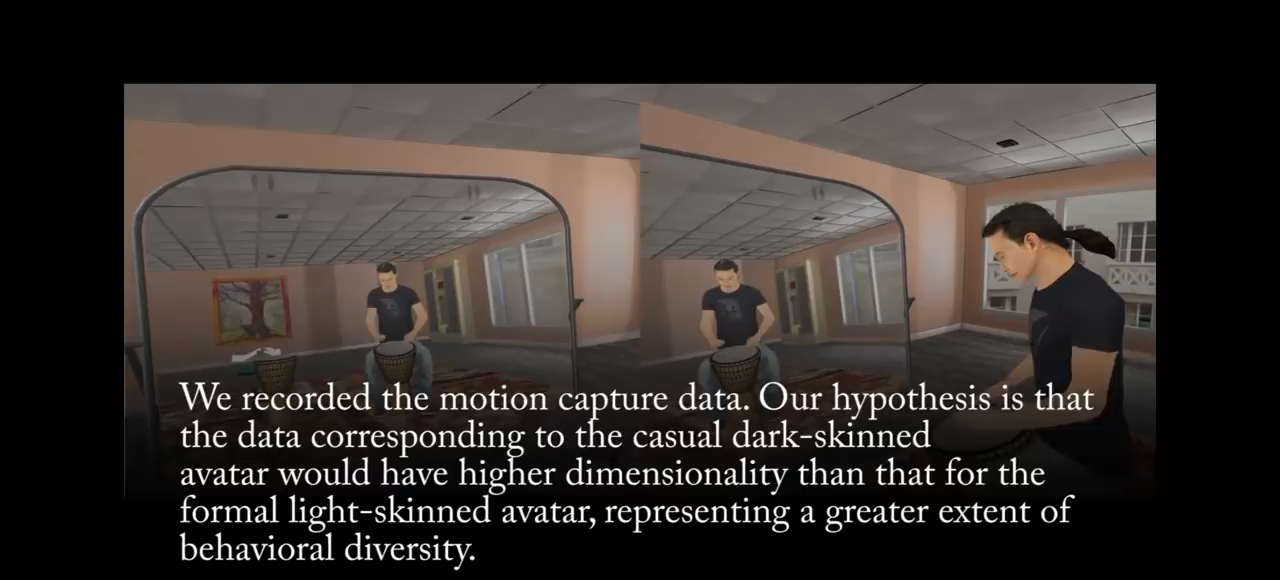 We recorded the motion capture data. Our hypothesis is that
the data corresponding to the casual dark-skinned
avatar would have higher dimensionality than that for the
formal light-skinned avatar, representing a greater extent of
behavioral diversity.